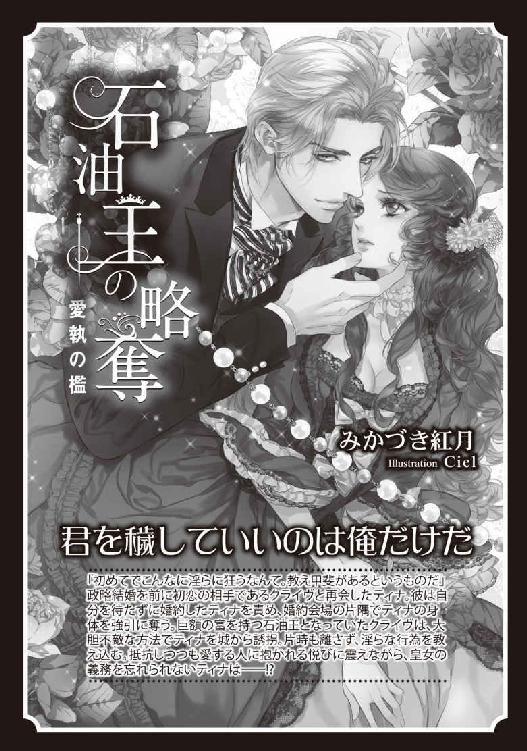 石油王の略奪
愛執の檻
みかづき紅月
Illustration Ciel
君を穢していいのは俺だけだ
「初めてでこんなに淫らに狂うなんて。教え甲斐があるというものだ」
政略結婚を前に初恋の相手であるクライヴと再会したティナ。彼は自
分を待たずに婚約したティナを責め、婚約会場の片隅でティナの身
体を強引に奪う。巨額の富を持つ石油王となっていたクライヴは、大
胆不敵な方法でティナを城から誘拐。片時も離さず、淫らな行為を教
え込む。抵抗しつつも愛する人に抱かれる悦びに震えながら、皇女の
義務を忘れられないティナは――!?